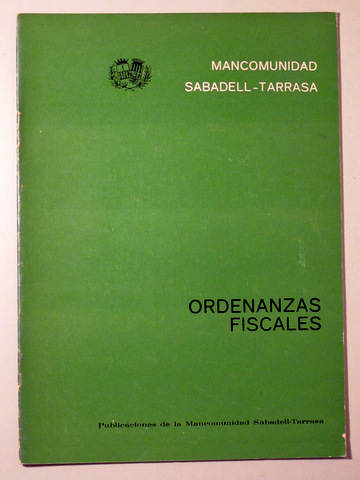 MANCOMUNIDAD
SABADELL-TARRASA
ORDENANZAS
FISCALES
Publicaciones de la Mancomunidad Sabadell-Tarrasa